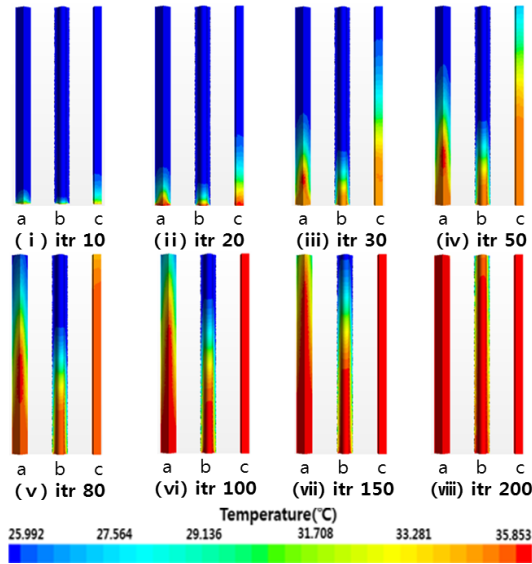 a b c a b c a b c a b c
(i) itr 10 (ii) itr 20 (iii) itr 30 (iv) itr 50
a b c a b c a b c a b c
(v) itr 80 (vi) itr 100 (vii) itr 150 (viii) itr 200
Temperature(℃)
25.992 27.564 29.136 31.708 33.281 35.853